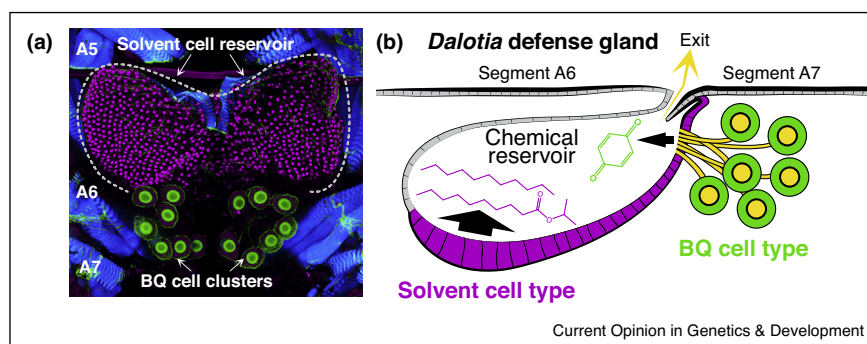 (a)
A5
Solvent cell reservoir
A6
A7
BQ cell clusters
(b)
Dalotia defense gland
Exit
Segment A6
Segment A7
Chemical
reservoir
O
O
O
O
BQ cell type
Solvent cell type
Current Opinion in Genetics & Development